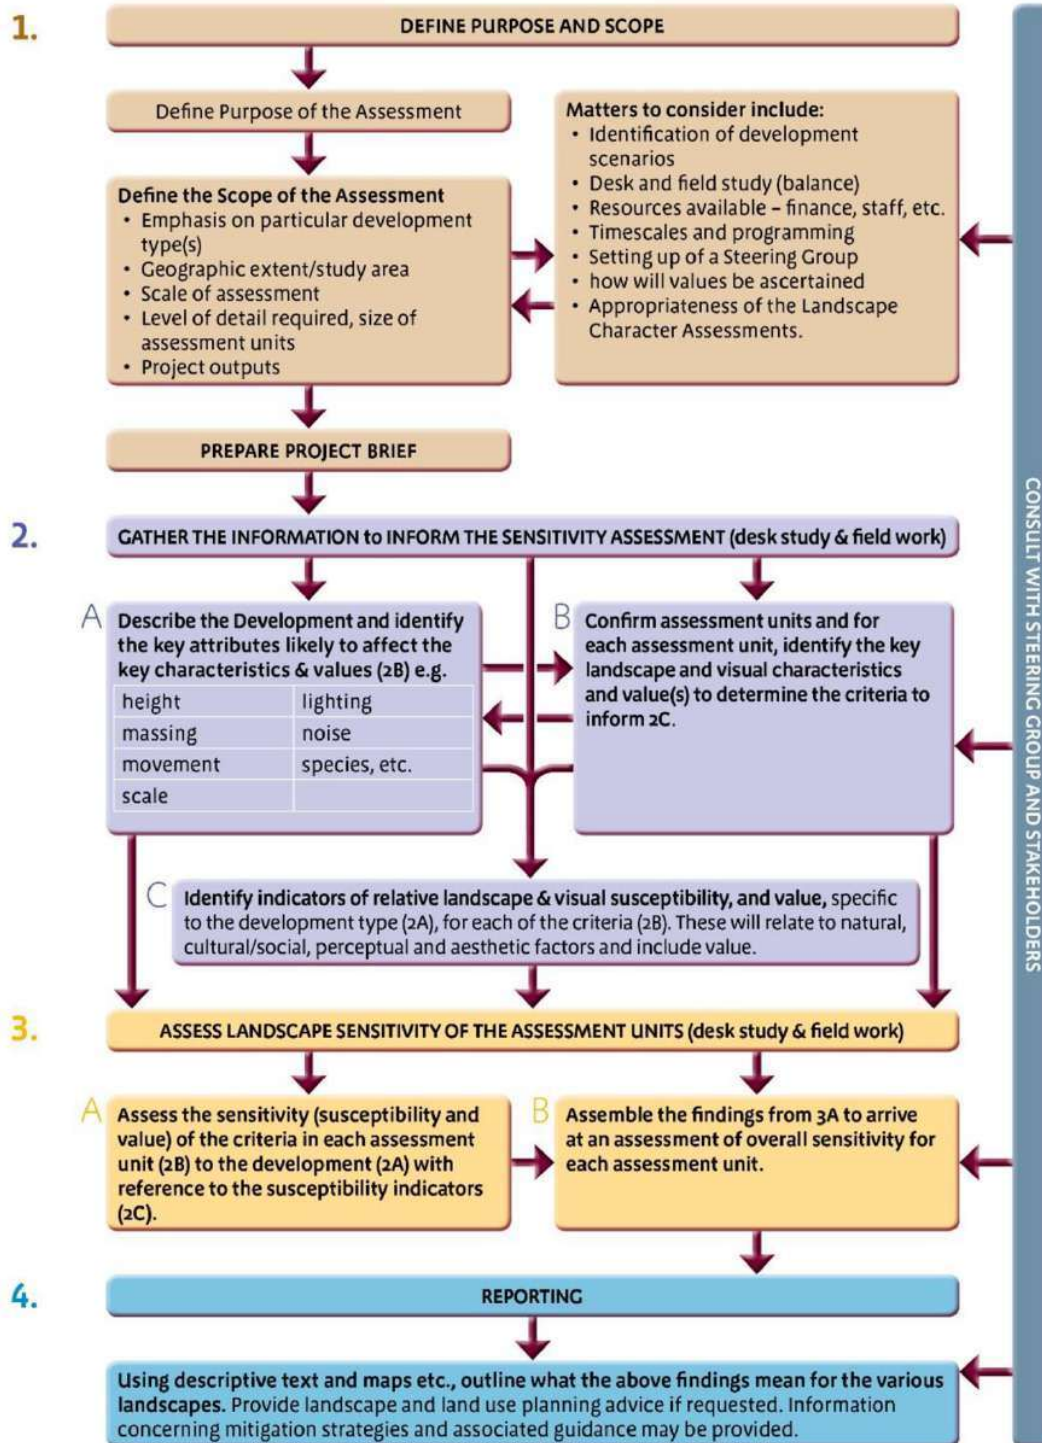 1.
DEFINE PURPOSE AND SCOPE
Define Purpose of the Assessment
Define the Scope of the Assessment
• Emphasis on particular development
type(s)
• Geographic extent/study area
• Scale of assessment
• Level of detail required, size of
assessment units
• Project outputs
Matters to consider include:
• Identification of development
scenarios
• Desk and field study (balance)
• Resources available – finance, staff, etc.
• Timescales and programming
• Setting up of a Steering Group
• how will values be ascertained
• Appropriateness of the Landscape
Character Assessments.
PREPARE PROJECT BRIEF
2.
GATHER THE INFORMATION to INFORM THE SENSITIVITY ASSESSMENT (desk study & field work)
A
Describe the Development and identify
the key attributes likely to affect the
key characteristics & values (2B) e.g.
height lighting
massing noise
movement species, etc.
scale
B
Confirm assessment units and for
each assessment unit, identify the key
landscape and visual characteristics
and value(s) to determine the criteria to
inform 2C.
C
Identify indicators of relative landscape & visual susceptibility, and value, specific
to the development type (2A), for each of the criteria (2B). These will relate to natural,
cultural/social, perceptual and aesthetic factors and include value.
3.
ASSESS LANDSCAPE SENSITIVITY OF THE ASSESSMENT UNITS (desk study & field work)
A
Assess the sensitivity (susceptibility and
value) of the criteria in each assessment
unit (2B) to the development (2A) with
reference to the susceptibility indicators
(2C).
B
Assemble the findings from 3A to arrive
at an assessment of overall sensitivity for
each assessment unit.
4.
REPORTING
Using descriptive text and maps etc., outline what the above findings mean for the various
landscapes. Provide landscape and land use planning advice if requested. Information
concerning mitigation strategies and associated guidance may be provided.
CONSULT WITH STEERING GROUP AND STAKEHOLDERS